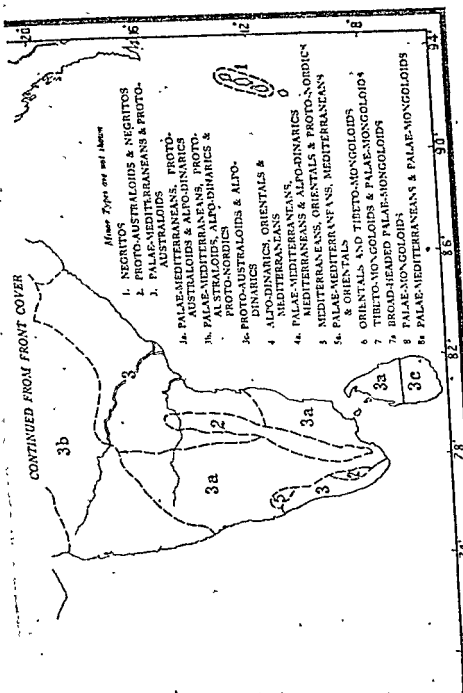 CONTINUED FROM FRONT COVER
20°
16°
12°
8°
94°
90°
86°
82°
78°
74°
3b
3
3a
2
3a
3
5
2
3a
3c
1
Minor Types are not shown
1. NEGRITOS
2. PROTO-AUSTRALOIDS & NEGRITOS
3. PALAE-MEDITERRANEANS & PROTO-
AUSTRALOIDS
3a. PALAE-MEDITERRANEANS, PROTO-
AUSTRALOIDS & ALPO-DINARICS
3b. PALAE-MEDITERRANEANS, PROTO-
AUSTRALOIDS, ALPO-DINARICS &
PROTO-NORDICS
3c. PROTO-AUSTRALOIDS & ALPO-
DINARICS
4 ALPO-DINARICS, ORIENTALS &
MEDITERRANEANS
4a. PALAE-MEDITERRANEANS,
MEDITERRANEANS & ALPO-DINARICS
5 MEDITERRANEANS, ORIENTALS & PROTO-NORDICS
5a. PALAE-MEDITERRANEANS, MEDITERRANEANS
& ORIENTALS
6 ORIENTALS AND TIBETO-MONGOLOIDS
7 TIBETO-MONGOLOIDS & PALAE-MONGOLOIDS
7a BROAD-HEADED PALAE-MONGOLOIDS
8 PALAE-MONGOLOIDS
8a PALAE-MEDITERRANEANS & PALAE-MONGOLOIDS